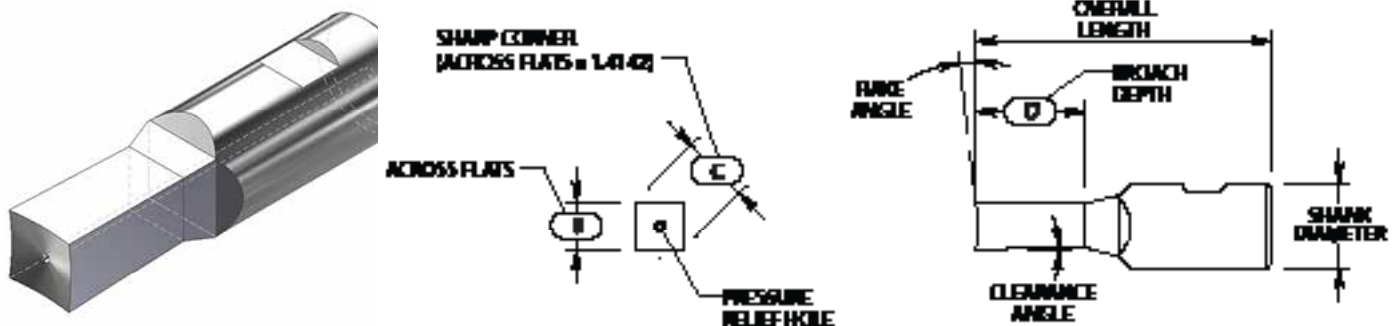 SHARP CORNER
(ACROSS FLATS x 1.4142)
C
ACROSS FLATS
PRESSURE
RELIEF HOLE
OVERALL
LENGTH
RAKE
ANGLE
BROACH
DEPTH
D
SHANK
DIAMETER
CLEARANCE
ANGLE